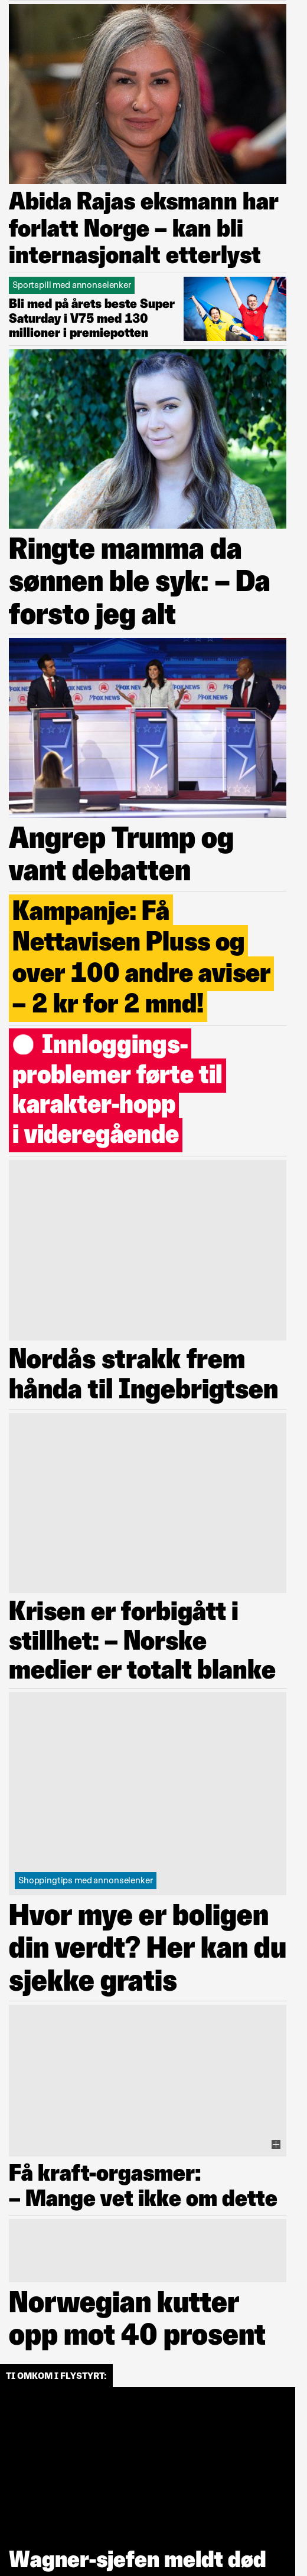 Abida Rajas eksmann har
forlatt Norge – kan bli
internasjonalt etterlyst
Sportspill med annonselenker
Bli med på årets beste Super
Saturday i V75 med 130
millioner i premiepotten
Ringte mamma da
sønnen ble syk: – Da
forsto jeg alt
FOX NEWS
FOX NEWS
FOX NEWS
Angrep Trump og
vant debatten
Kampanje: Få
Nettavisen Pluss og
over 100 andre aviser
– 2 kr for 2 mnd!
Innloggings-
problemer førte til
karakter-hopp
i videregående
Nordås strakk frem
hånda til Ingebrigtsen
Krisen er forbigått i
stillhet: – Norske
medier er totalt blanke
Shoppingtips med annonselenker
Hvor mye er boligen
din verdt? Her kan du
sjekke gratis
Få kraft-orgasmer:
– Mange vet ikke om dette
Norwegian kutter
opp mot 40 prosent
TI OMKOM I FLYSTYRT:
Wagner-sjefen meldt død